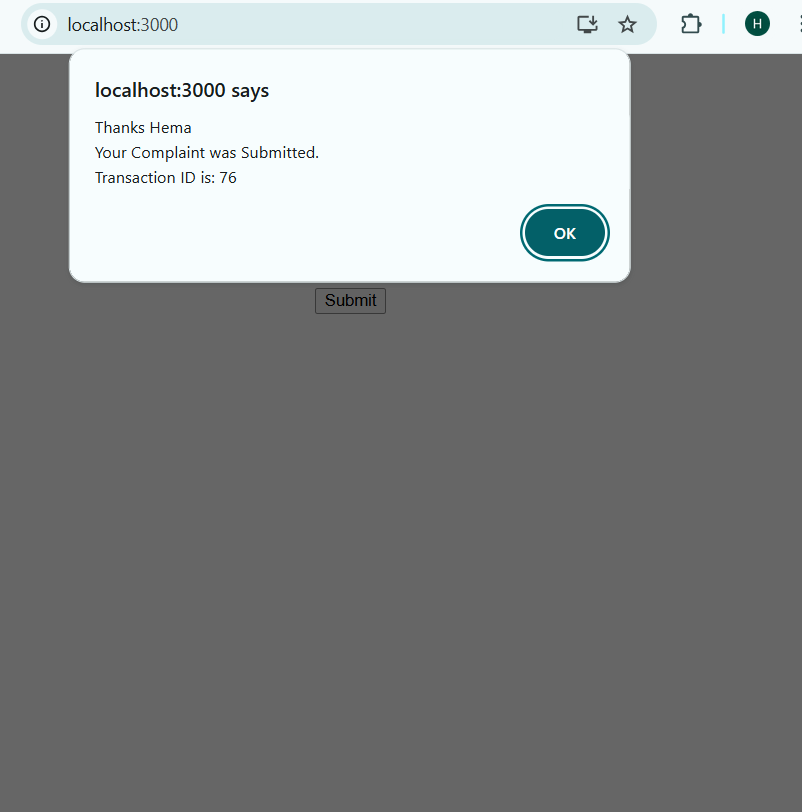 localhost:3000
H
localhost:3000 says
Thanks Hema
Your Complaint was Submitted.
Transaction ID is: 76
OK
Submit